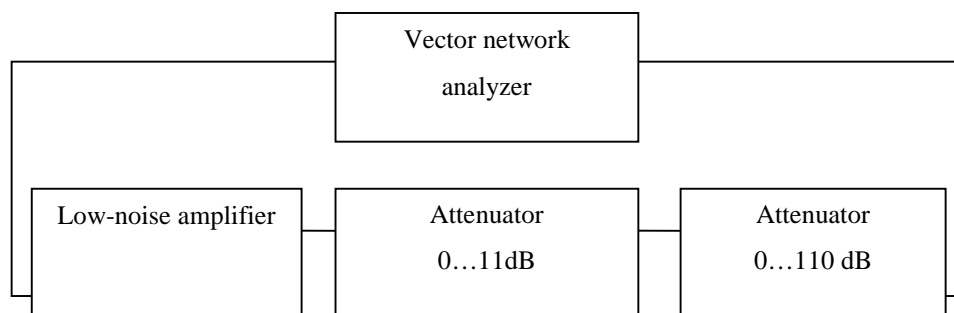 Vector network
analyzer
Low-noise amplifier
Attenuator
0…11dB
Attenuator
0…110 dB